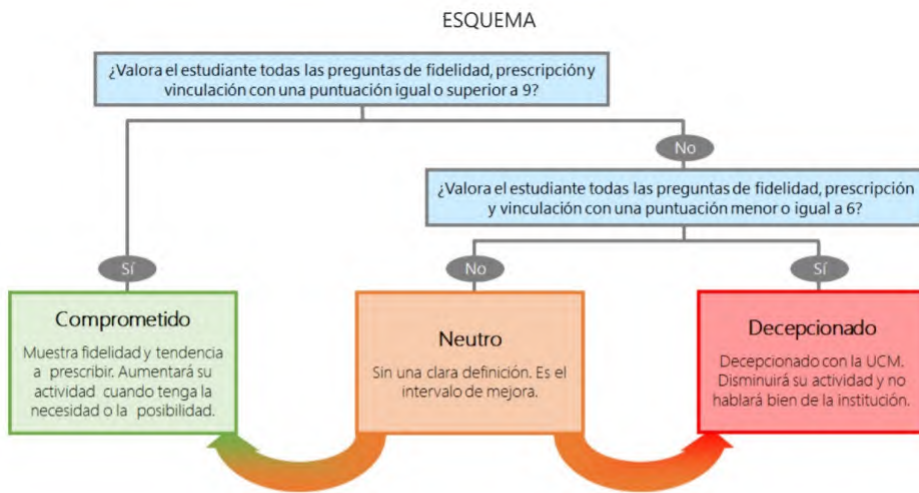 ESQUEMA
¿Valora el estudiante todas las preguntas de fidelidad, prescripción y
vinculación con una puntuación igual o superior a 9?
No
¿Valora el estudiante todas las preguntas de fidelidad, prescripción
y vinculación con una puntuación menor o igual a 6?
Sí
No
Sí
Comprometido
Muestra fidelidad y tendencia
a prescribir. Aumentará su
actividad cuando tenga la
necesidad o la posibilidad.
Neutro
Sin una clara definición. Es el
intervalo de mejora.
Decepcionado
Decepcionado con la UCM.
Disminuirá su actividad y no
hablará bien de la institución.